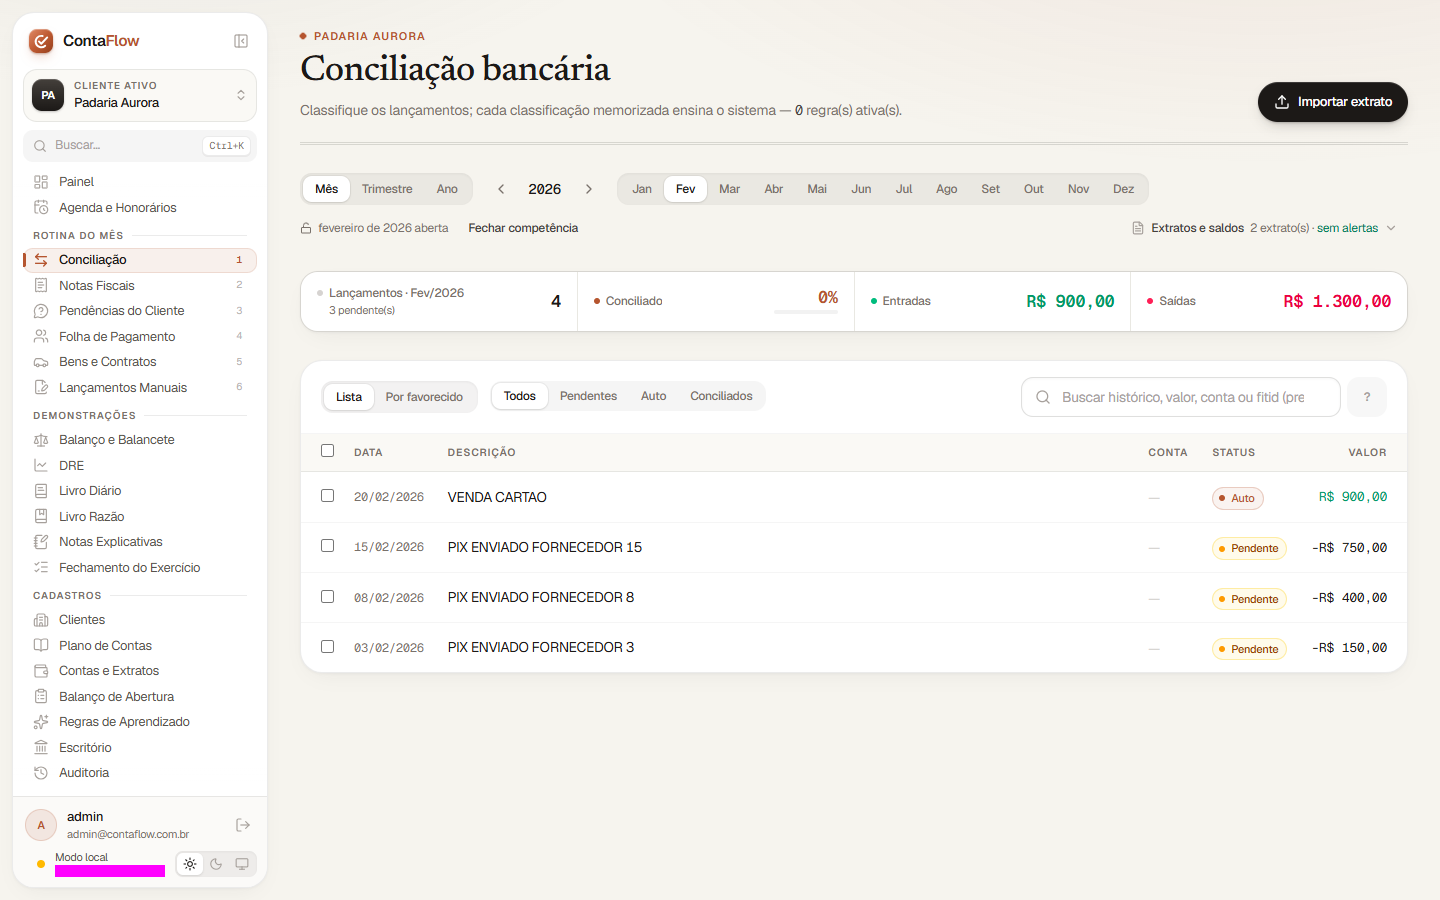 ContaFlow
PA
CLIENTE ATIVO
Padaria Aurora
Buscar...
Ctrl+K
Painel
Agenda e Honorários
ROTINA DO MÊS
Conciliação 1
Notas Fiscais 2
Pendências do Cliente 3
Folha de Pagamento 4
Bens e Contratos 5
Lançamentos Manuais 6
DEMONSTRAÇÕES
Balanço e Balancete
DRE
Livro Diário
Livro Razão
Notas Explicativas
Fechamento do Exercício
CADASTROS
Clientes
Plano de Contas
Contas e Extratos
Balanço de Abertura
Regras de Aprendizado
Escritório
Auditoria
A
admin
admin@contaflow.com.br
Modo local
PADARIA AURORA
Conciliação bancária
Classifique os lançamentos; cada classificação memorizada ensina o sistema — 0 regra(s) ativa(s).
Importar extrato
Mês Trimestre Ano 2026 Jan Fev Mar Abr Mai Jun Jul Ago Set Out Nov Dez
fevereiro de 2026 aberta Fechar competência Extratos e saldos 2 extrato(s) · sem alertas
Lançamentos · Fev/2026
3 pendente(s)
4
Conciliado 0%
Entradas R$ 900,00
Saídas R$ 1.300,00
Lista Por favorecido Todos Pendentes Auto Conciliados Buscar histórico, valor, conta ou fitid (pre ?
DATA DESCRIÇÃO CONTA STATUS VALOR
20/02/2026 VENDA CARTAO — Auto R$ 900,00
15/02/2026 PIX ENVIADO FORNECEDOR 15 — Pendente -R$ 750,00
08/02/2026 PIX ENVIADO FORNECEDOR 8 — Pendente -R$ 400,00
03/02/2026 PIX ENVIADO FORNECEDOR 3 — Pendente -R$ 150,00